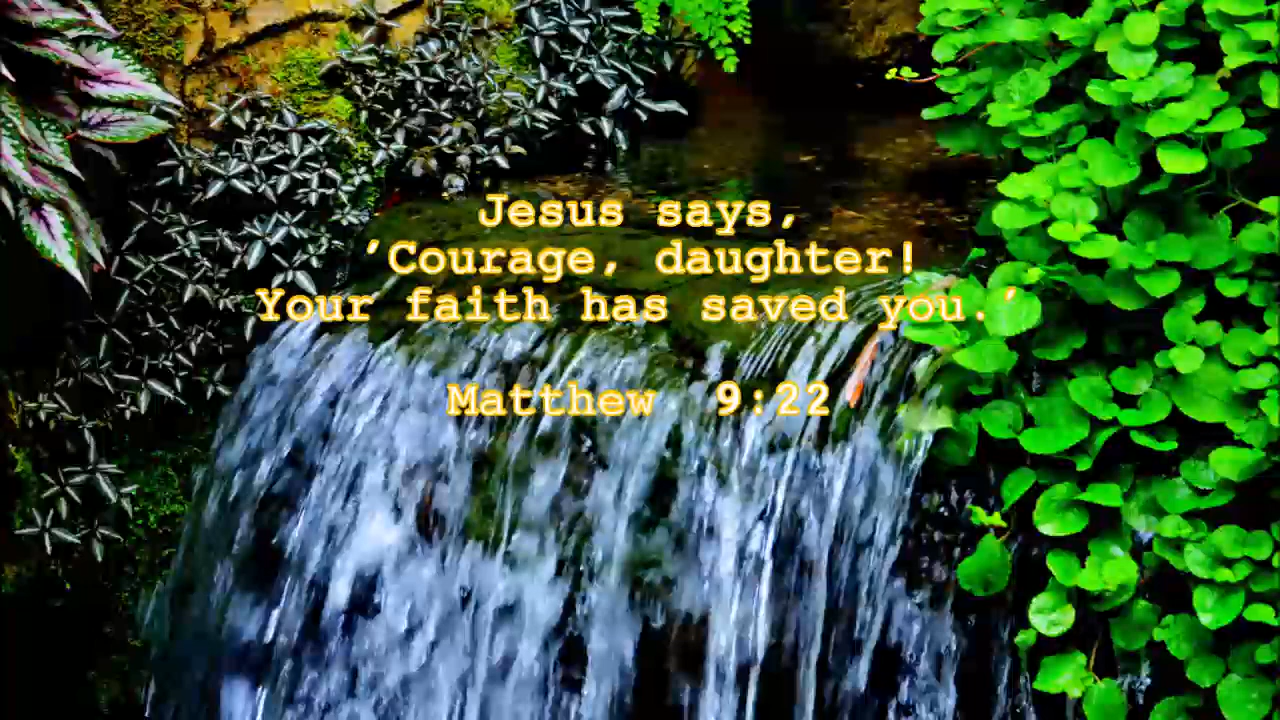 Jesus says,
'Courage, daughter!
Your faith has saved you.'
Matthew 9:22